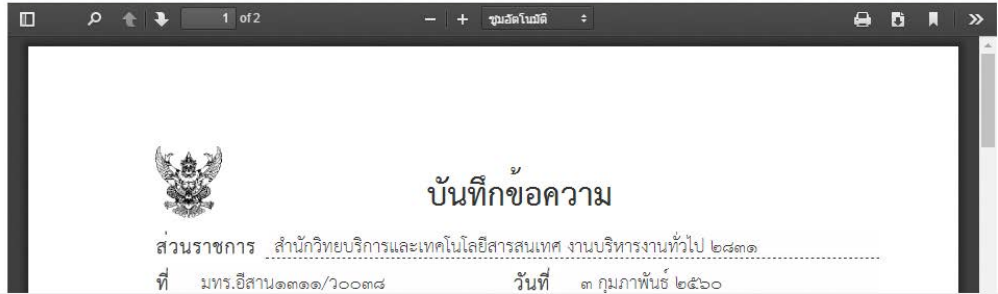 1 of 2 ซูมอัตโนมัติ
บันทึกข้อความ
ส่วนราชการ สำนักวิทยบริการและเทคโนโลยีสารสนเทศ งานบริหารงานทั่วไป ๒๘๓๑
ที่ มทร.อีสาน๑๓๑๑/ว๐๐๓๘ วันที่ ๓ กุมภาพันธ์ ๒๕๖๐